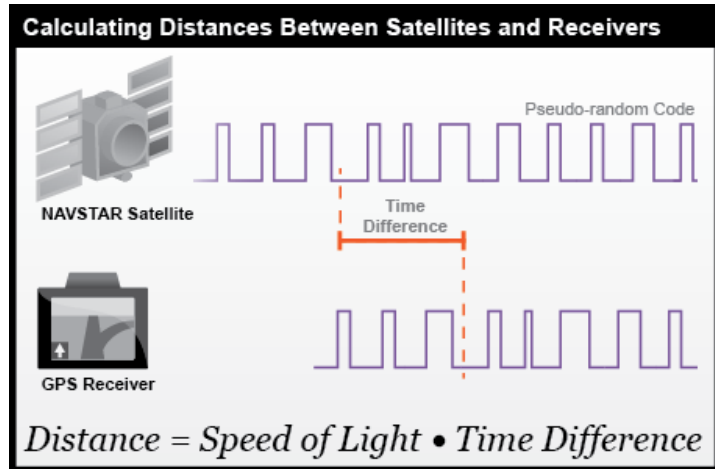 Calculating Distances Between Satellites and Receivers
Pseudo-random Code
NAVSTAR Satellite
Time
Difference
GPS Receiver
Distance = Speed of Light • Time Difference